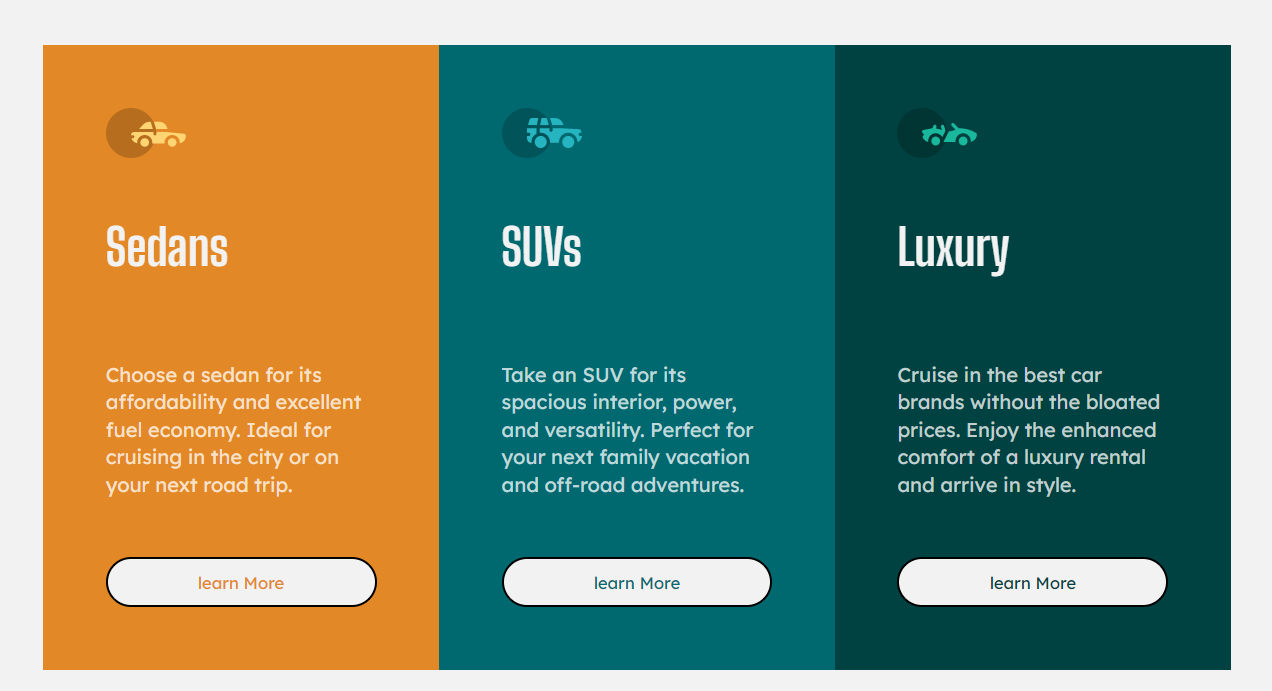 Sedans
Choose a sedan for its
affordability and excellent
fuel economy. Ideal for
cruising in the city or on
your next road trip.
learn More
SUVs
Take an SUV for its
spacious interior, power,
and versatility. Perfect for
your next family vacation
and off-road adventures.
learn More
Luxury
Cruise in the best car
brands without the bloated
prices. Enjoy the enhanced
comfort of a luxury rental
and arrive in style.
learn More